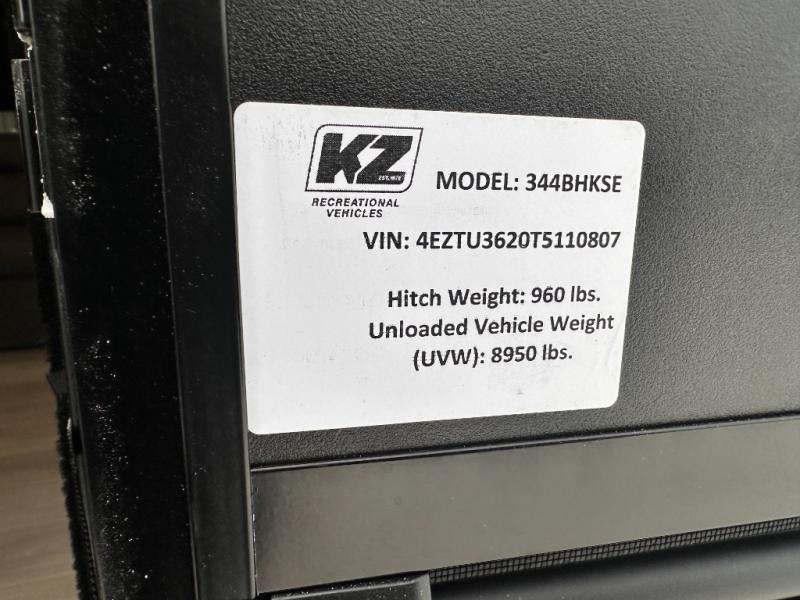 KZ
EST. 1972
RECREATIONAL
VEHICLES
MODEL: 344BHKSE
VIN: 4EZTU3620T5110807
Hitch Weight: 960 lbs.
Unloaded Vehicle Weight
(UVW): 8950 lbs.